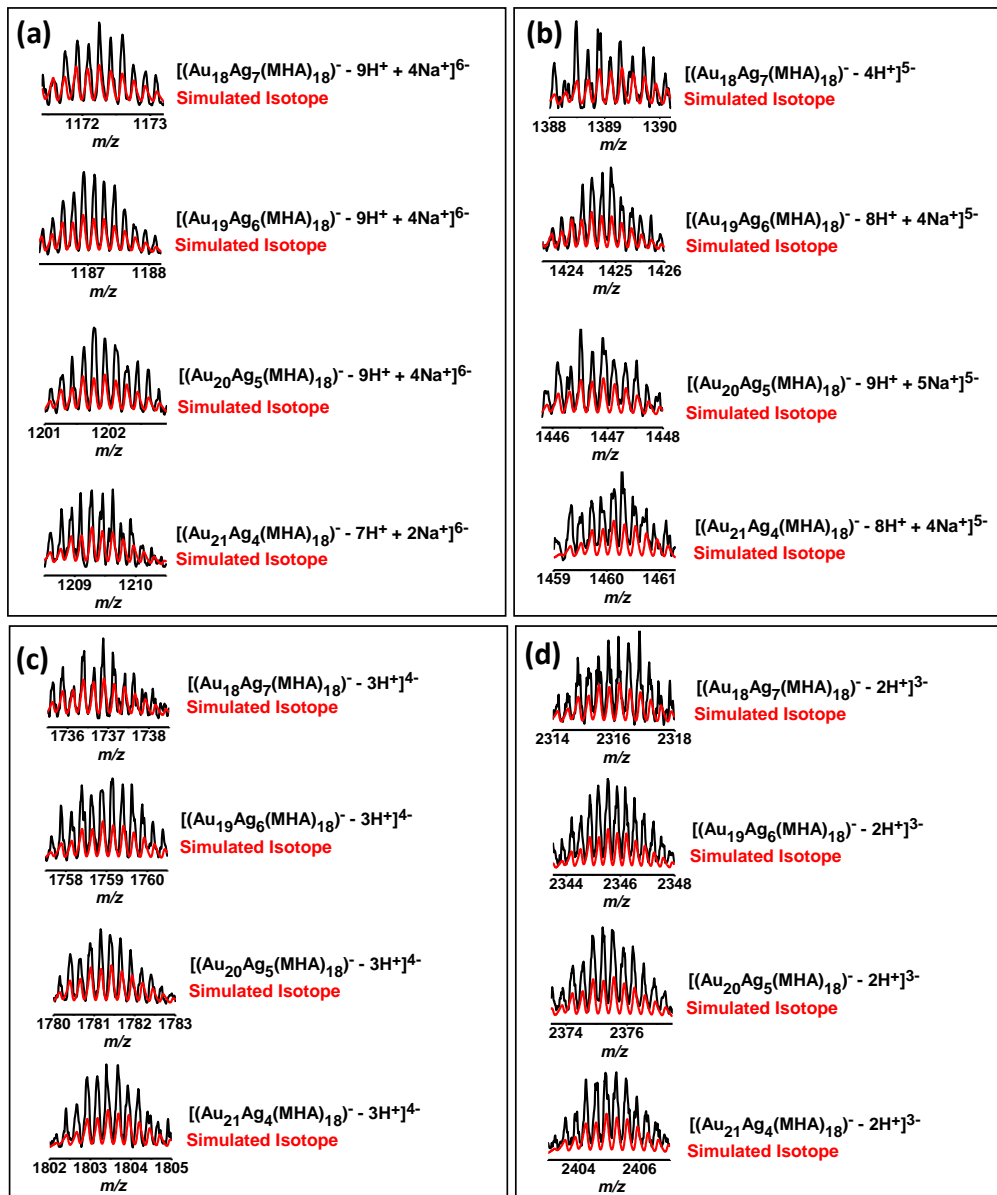 (a)
[(Au18Ag7(MHA)18)- - 9H+ + 4Na+]6-
Simulated Isotope
1172 1173
m/z
[(Au19Ag6(MHA)18)- - 9H+ + 4Na+]6-
Simulated Isotope
1187 1188
m/z
[(Au20Ag5(MHA)18)- - 9H+ + 4Na+]6-
Simulated Isotope
1201 1202
m/z
[(Au21Ag4(MHA)18)- - 7H+ + 2Na+]6-
Simulated Isotope
1209 1210
m/z
(b)
[(Au18Ag7(MHA)18)- - 4H+]5-
Simulated Isotope
1388 1389 1390
m/z
[(Au19Ag6(MHA)18)- - 8H+ + 4Na+]5-
Simulated Isotope
1424 1425 1426
m/z
[(Au20Ag5(MHA)18)- - 9H+ + 5Na+]5-
Simulated Isotope
1446 1447 1448
m/z
[(Au21Ag4(MHA)18)- - 8H+ + 4Na+]5-
Simulated Isotope
1459 1460 1461
m/z
(c)
[(Au18Ag7(MHA)18)- - 3H+]4-
Simulated Isotope
1736 1737 1738
m/z
[(Au19Ag6(MHA)18)- - 3H+]4-
Simulated Isotope
1758 1759 1760
m/z
[(Au20Ag5(MHA)18)- - 3H+]4-
Simulated Isotope
1780 1781 1782 1783
m/z
[(Au21Ag4(MHA)18)- - 3H+]4-
Simulated Isotope
1802 1803 1804 1805
m/z
(d)
[(Au18Ag7(MHA)18)- - 2H+]3-
Simulated Isotope
2314 2316 2318
m/z
[(Au19Ag6(MHA)18)- - 2H+]3-
Simulated Isotope
2344 2346 2348
m/z
[(Au20Ag5(MHA)18)- - 2H+]3-
Simulated Isotope
2374 2376
m/z
[(Au21Ag4(MHA)18)- - 2H+]3-
Simulated Isotope
2404 2406
m/z